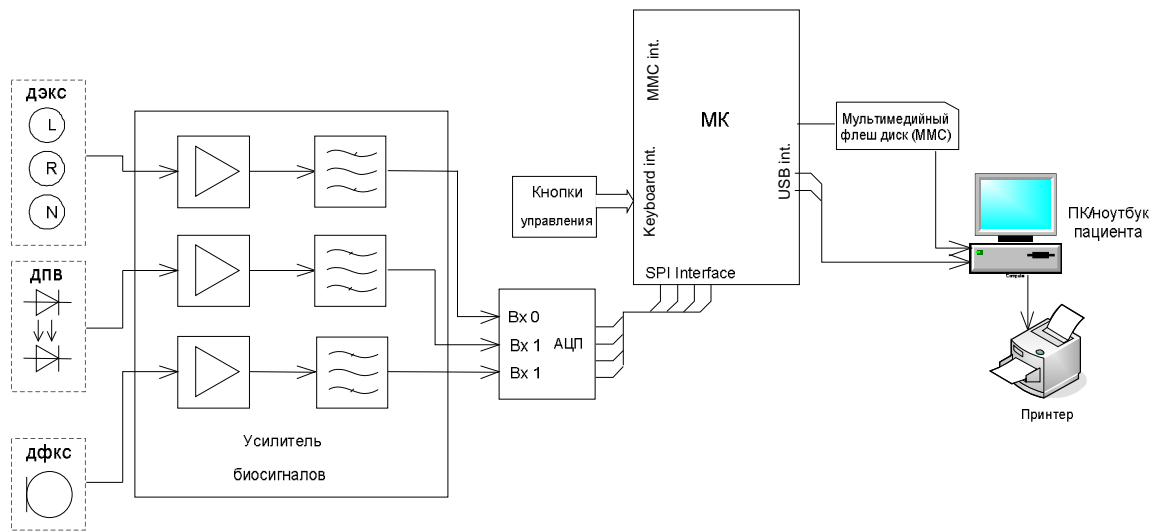 ДЭКС
L
R
N
ДПВ
ДФКС
Усилитель
биосигналов
Вх 0
Вх 1
Вх 1
АЦП
Кнопки
управления
MMC int.
Keyboard int.
МК
USB int.
SPI Interface
Мультимедийный
флеш диск (MMC)
ПК/ноутбук
пациента
Computer
Принтер